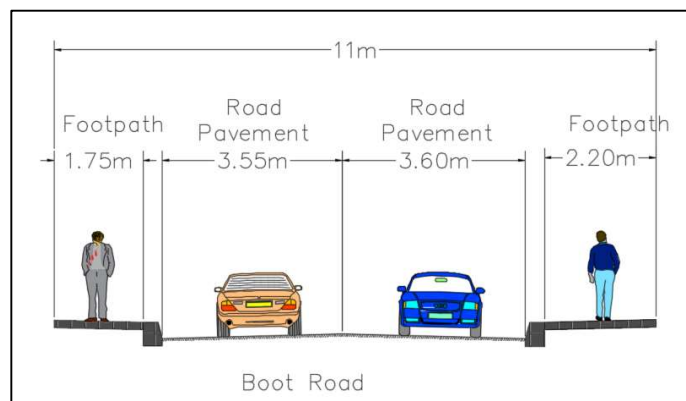 11m
Footpath
1.75m
Road
Pavement
3.55m
Road
Pavement
3.60m
Footpath
2.20m
Boot Road